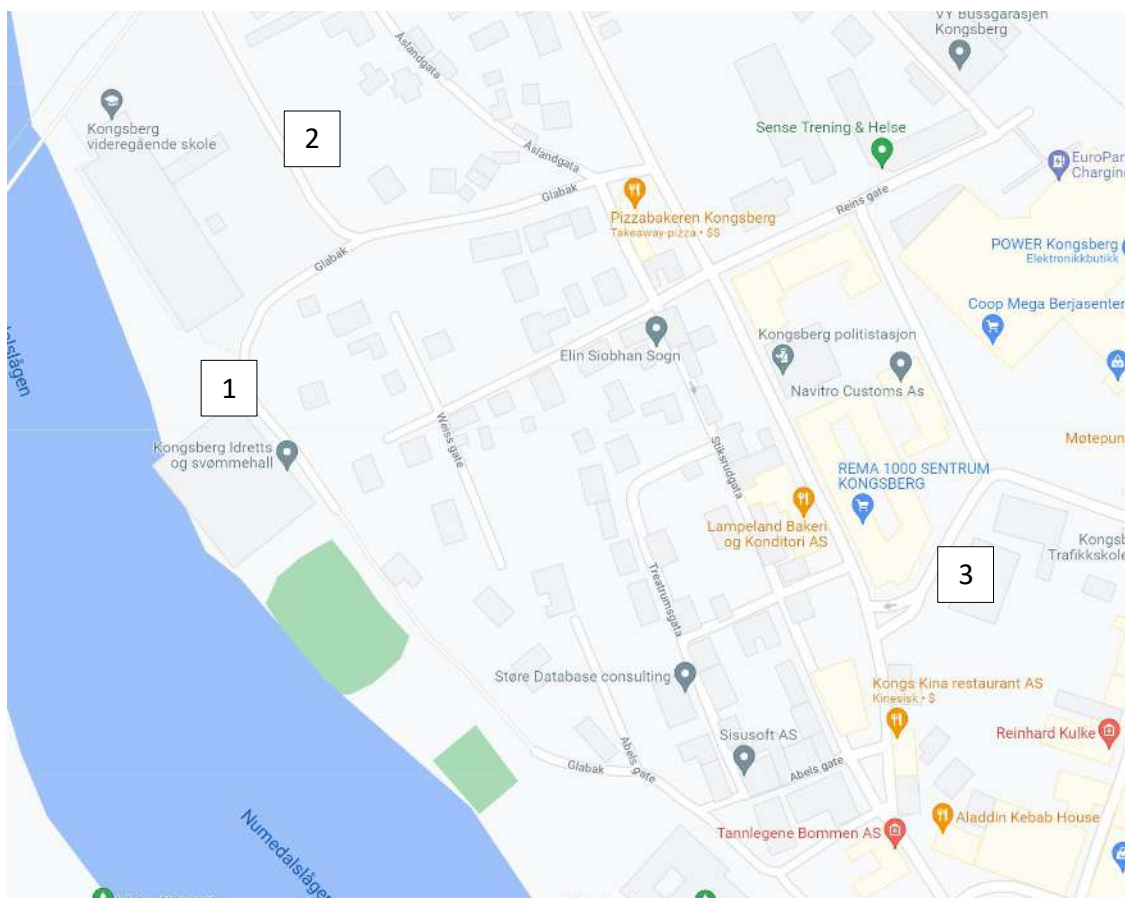 VY Bussgarasjen
Kongsberg
Åslandgata
Kongsberg
videregående skole
2
Sense Trening & Helse
EuroPar
Charging
Åslandgata
Glabak
Pizzabakeren Kongsberg
Takeaway-pizza • $$
Reins gate
Glabak
POWER Kongsberg
Elektronikkbutikk
Coop Mega Berjasenter
elslågen
Elin Siobhan Sogn
Kongsberg politistasjon
1
Navitro Customs As
Kongsberg Idretts
og svømmehall
Weiss gate
Stiksrudgata
Møtepun
REMA 1000 SENTRUM
KONGSBERG
Lampeland Bakeri
og Konditori AS
Kongsb
Trafikkskole
3
Treatrumsgata
Støre Database consulting
Kongs Kina restaurant AS
Kinesisk • $
Reinhard Kulke
Sisusoft AS
Glabak
Abels gate
Abels gate
Numedalslågen
Tannlegene Bommen AS
Aladdin Kebab House